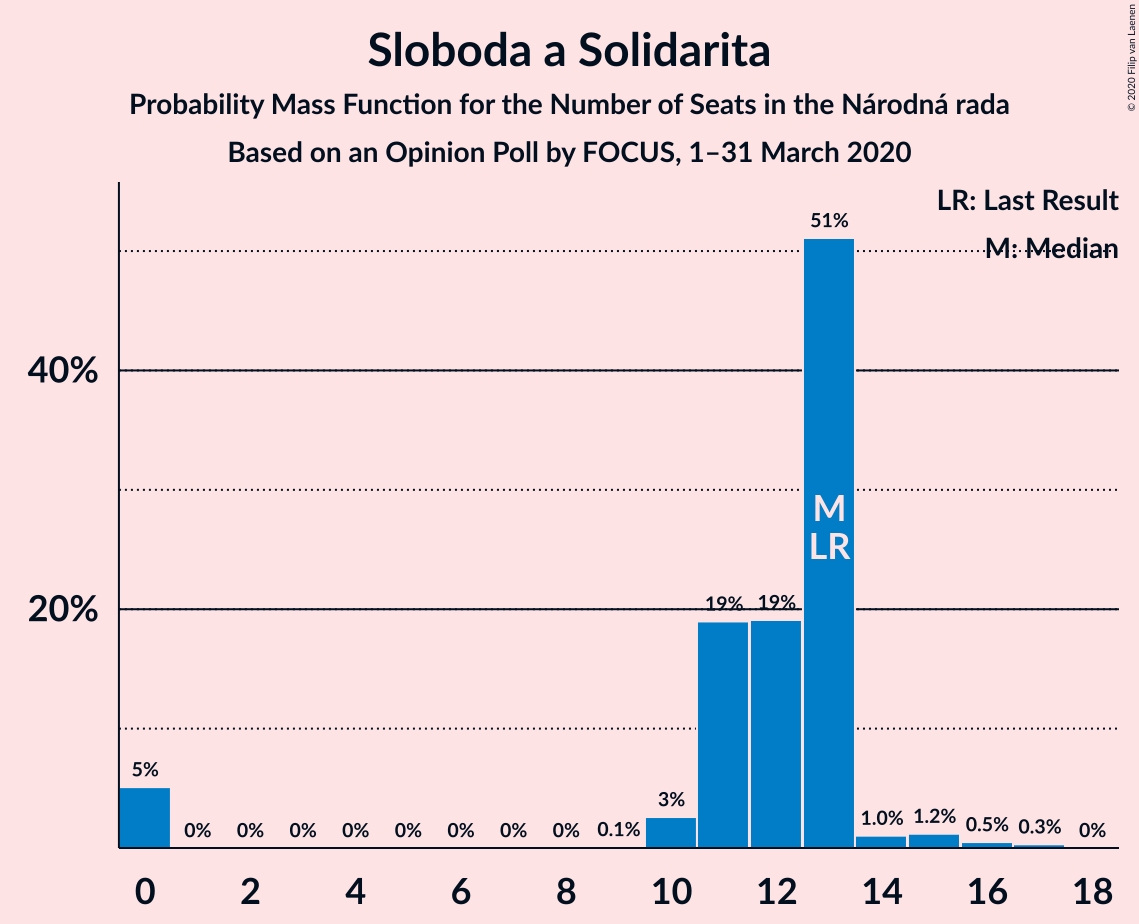 Sloboda a Solidarita
Probability Mass Function for the Number of Seats in the Národná rada
Based on an Opinion Poll by FOCUS, 1–31 March 2020
© 2020 Filip van Laenen
LR: Last Result
M: Median
51%
40%
M
LR
20%
19%
19%
5%
0%
0%
0%
0%
0%
0%
0%
0%
0.1%
3%
1.0%
1.2%
0.5%
0.3%
0%
0 2 4 6 8 10 12 14 16 18